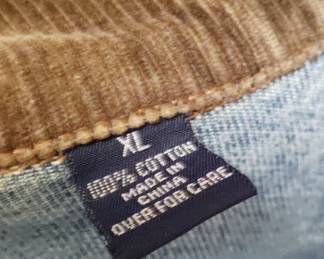 XL
100% COTTON
MADE IN
CHINA
OVER FOR CARE